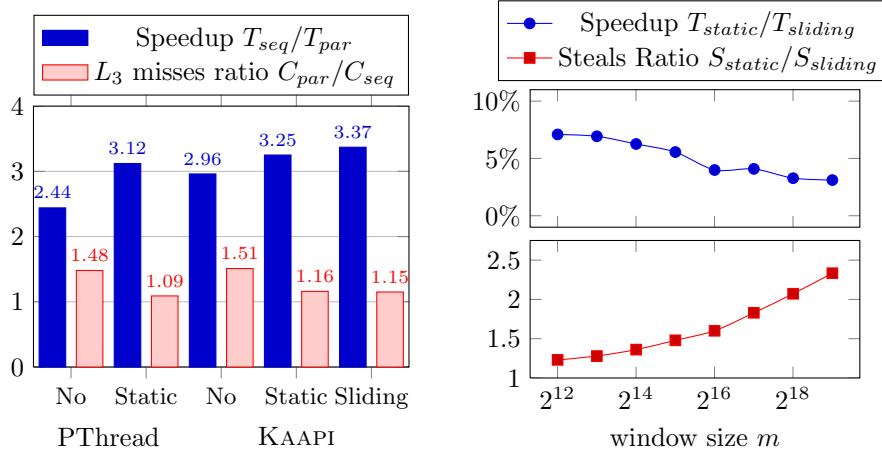 Speedup T_seq/T_par
L_3 misses ratio C_par/C_seq
4
3
2
1
0
2.44
3.12
2.96
3.25
3.37
1.48
1.09
1.51
1.16
1.15
No Static No Static Sliding
PThread KAAPI
Speedup T_static/T_sliding
Steals Ratio S_static/S_sliding
10%
5%
0%
2.5
2
1.5
1
2^12 2^14 2^16 2^18
window size m